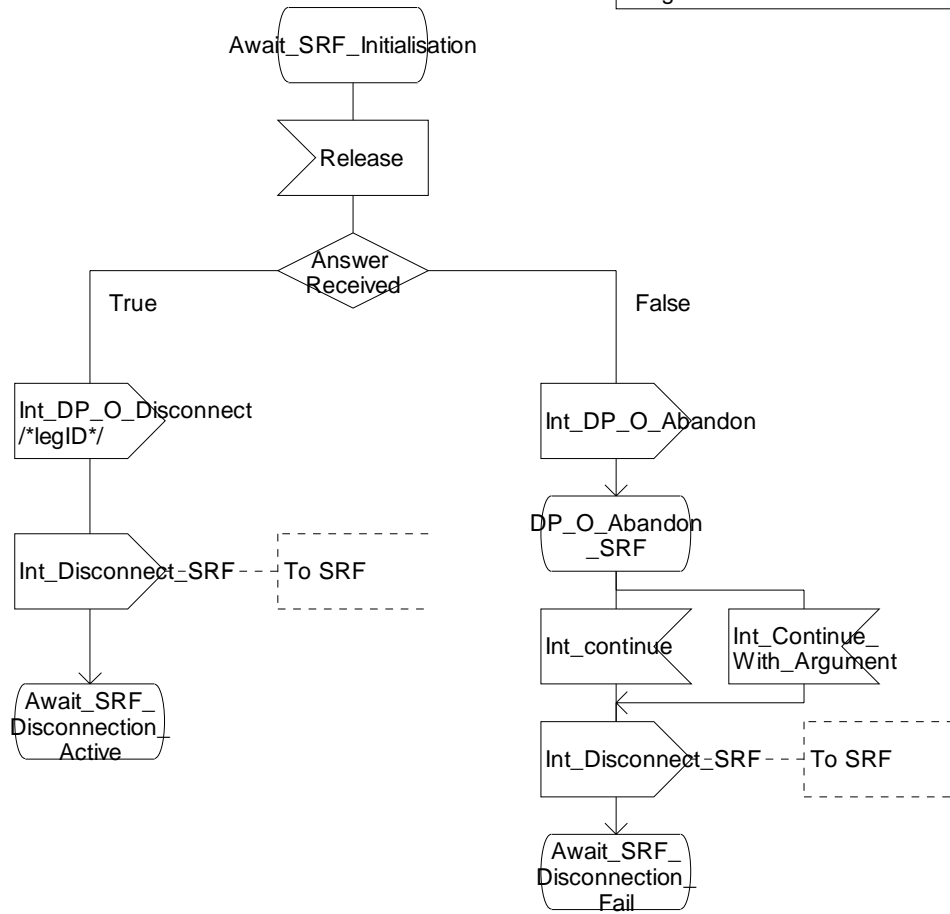 Await_SRF_Initialisation
Release
Answer
Received
True
False
Int_DP_O_Disconnect
/*legID*/
Int_DP_O_Abandon
DP_O_Abandon
_SRF
Int_Disconnect_SRF
To SRF
Int_continue
Int_Continue_
With_Argument
Await_SRF_
Disconnection_
Active
Int_Disconnect_SRF
To SRF
Await_SRF_
Disconnection_
Fail